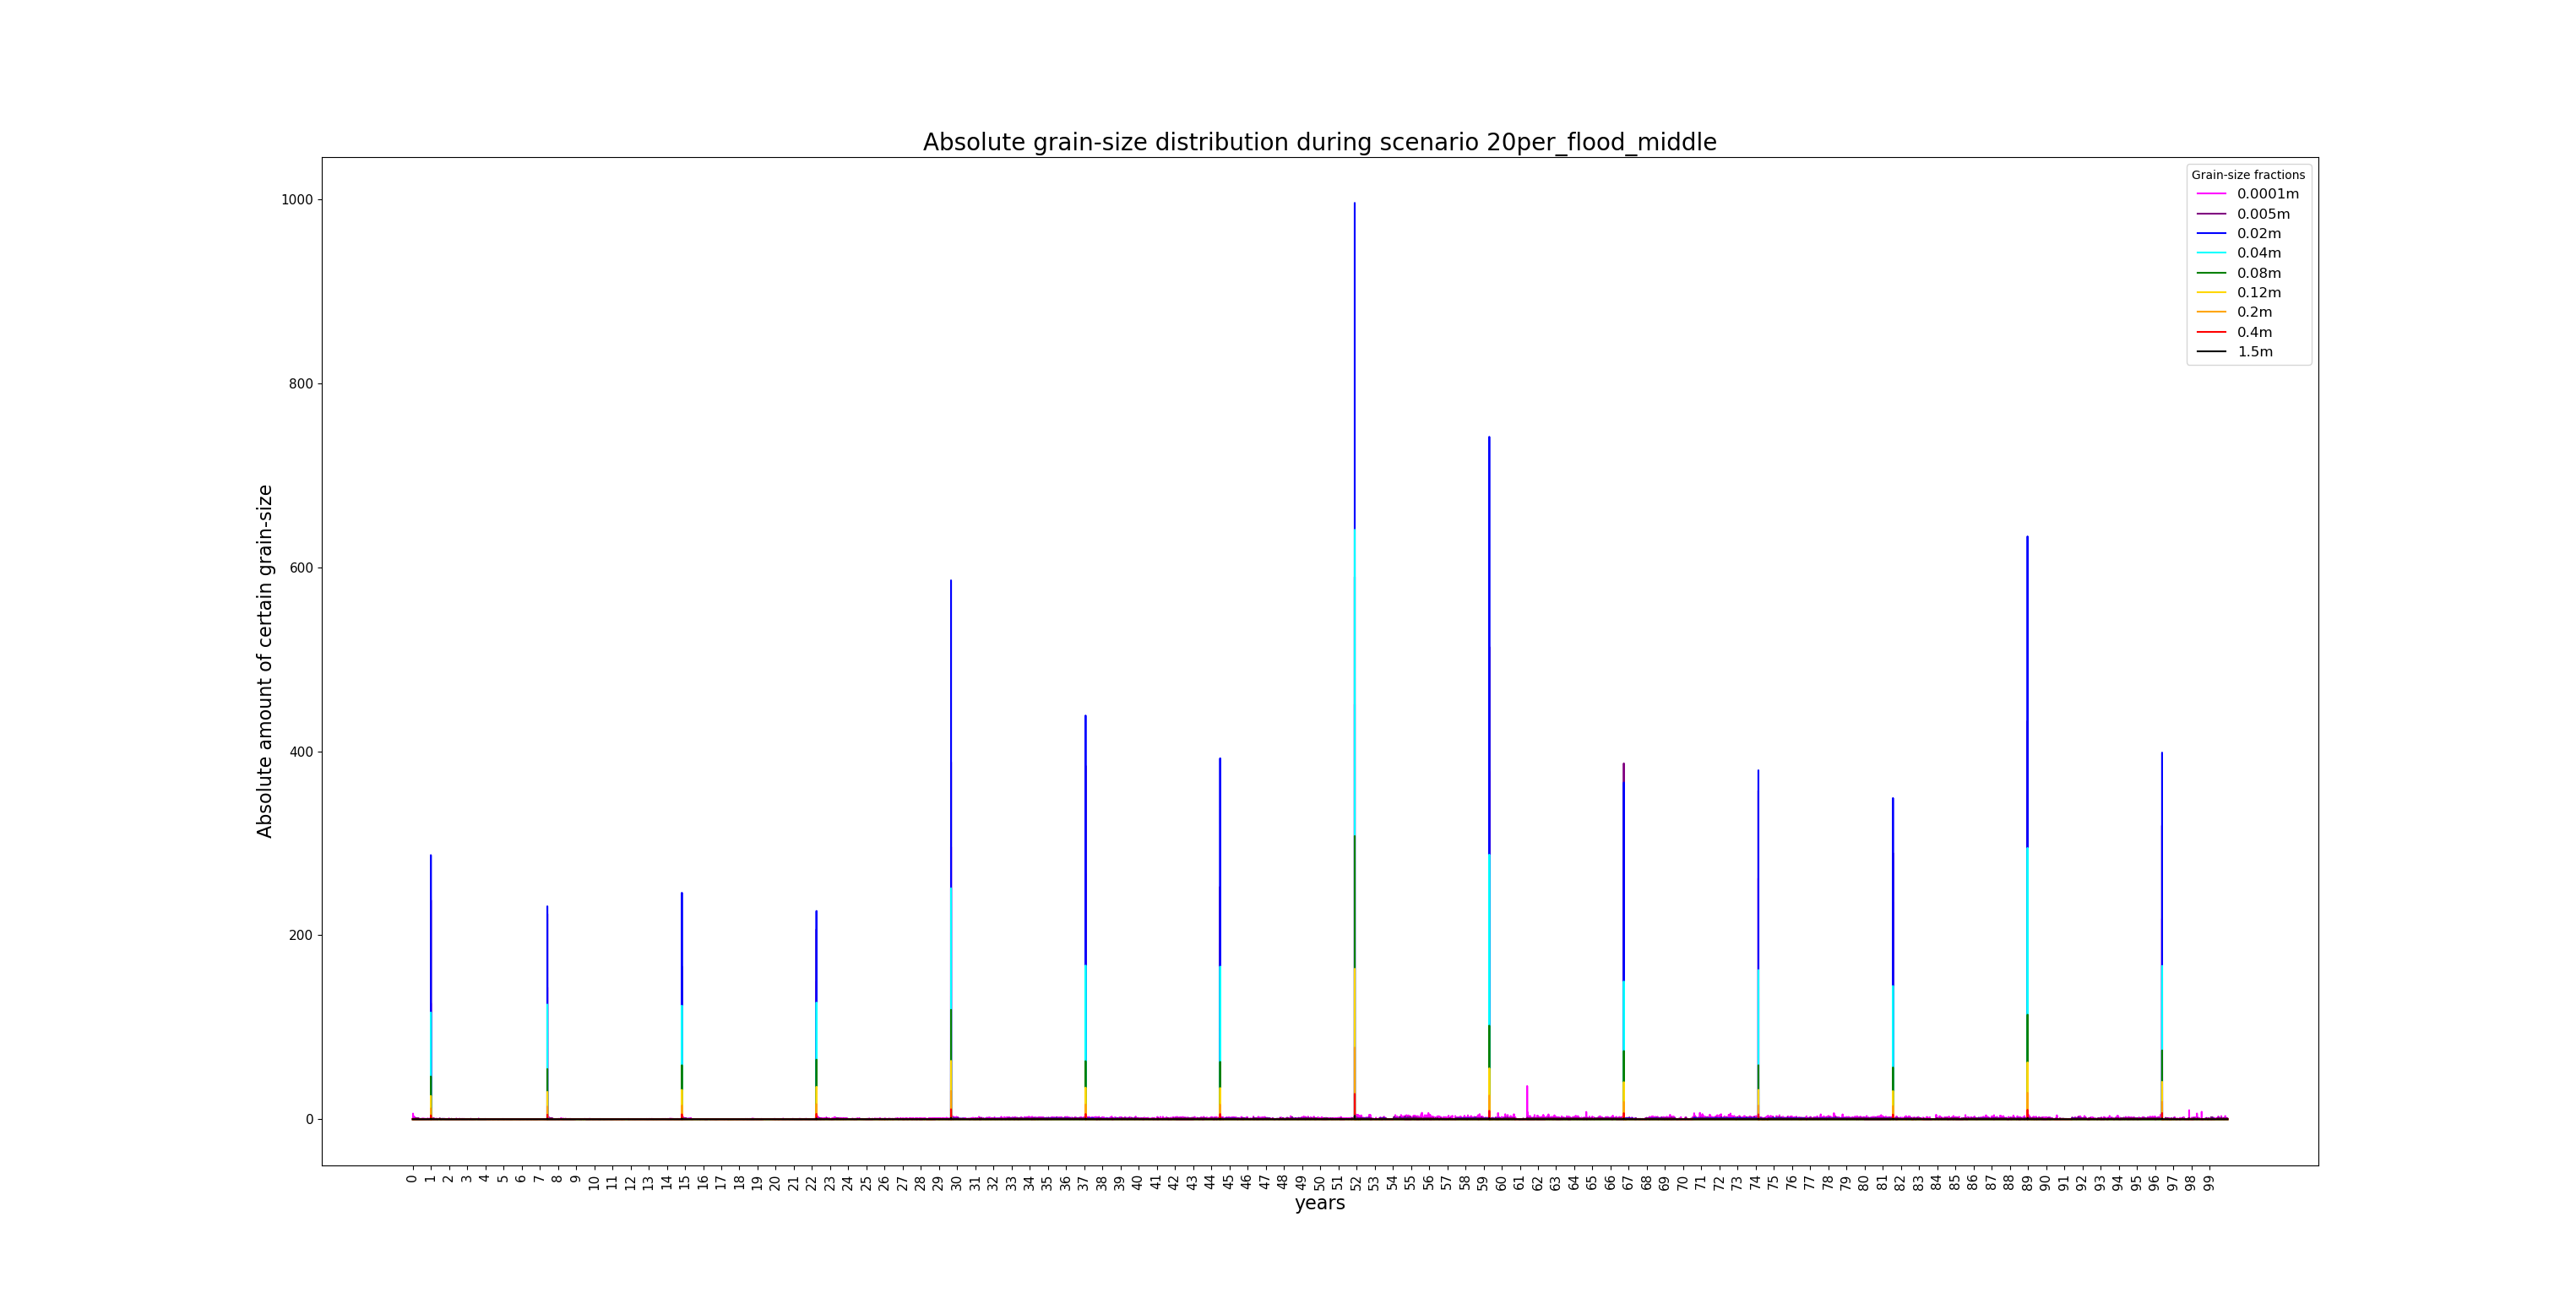 Absolute grain-size distribution during scenario 20per_flood_middle
Absolute amount of certain grain-size
1000
800
600
400
200
0
Grain-size fractions
0.0001m
0.005m
0.02m
0.04m
0.08m
0.12m
0.2m
0.4m
1.5m
0 1 2 3 4 5 6 7 8 9 10 11 12 13 14 15 16 17 18 19 20 21 22 23 24 25 26 27 28 29 30 31 32 33 34 35 36 37 38 39 40 41 42 43 44 45 46 47 48 49 50 51 52 53 54 55 56 57 58 59 60 61 62 63 64 65 66 67 68 69 70 71 72 73 74 75 76 77 78 79 80 81 82 83 84 85 86 87 88 89 90 91 92 93 94 95 96 97 98 99
years